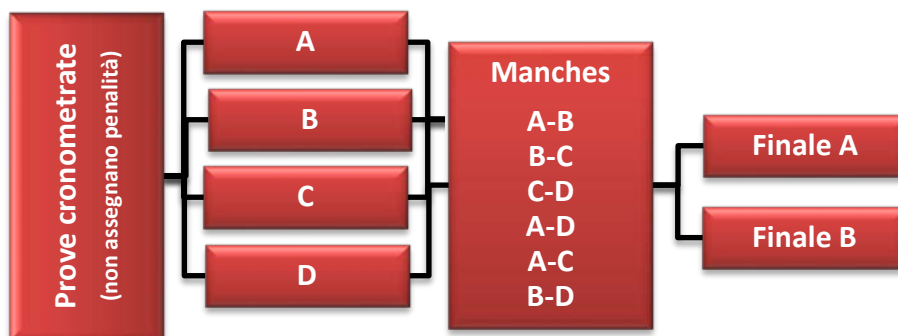 Prove cronometrate
(non assegnano penalità)
A
B
C
D
Manches
A-B
B-C
C-D
A-D
A-C
B-D
Finale A
Finale B